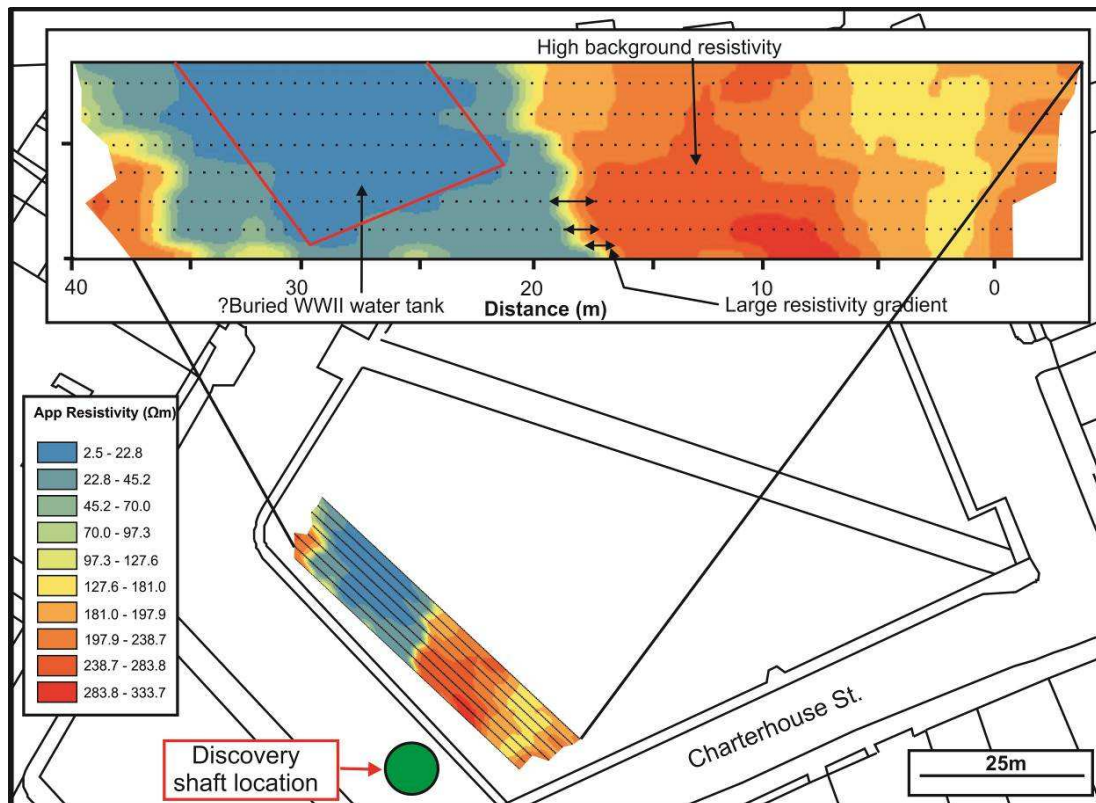 High background resistivity
40
30
20
10
0
?Buried WWII water tank
Distance (m)
Large resistivity gradient
App Resistivity (Ωm)
2.5 - 22.8
22.8 - 45.2
45.2 - 70.0
70.0 - 97.3
97.3 - 127.6
127.6 - 181.0
181.0 - 197.9
197.9 - 238.7
238.7 - 283.8
283.8 - 333.7
Discovery
shaft location
Charterhouse St.
25m